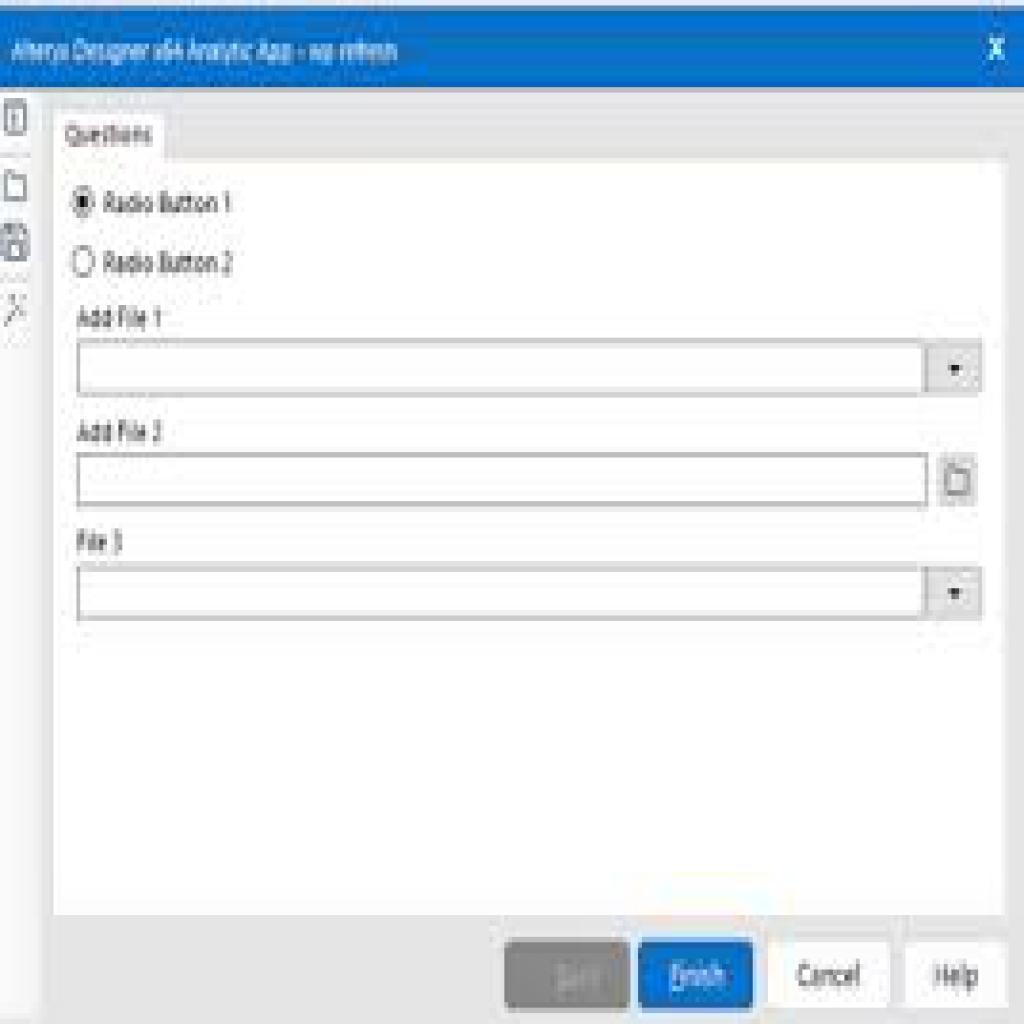 Alteryx Designer x64 Analytic App - wp refresh
X
Questions
Radio Button 1
Radio Button 2
Add File 1
Add File 2
File 3
Finish Cancel Help